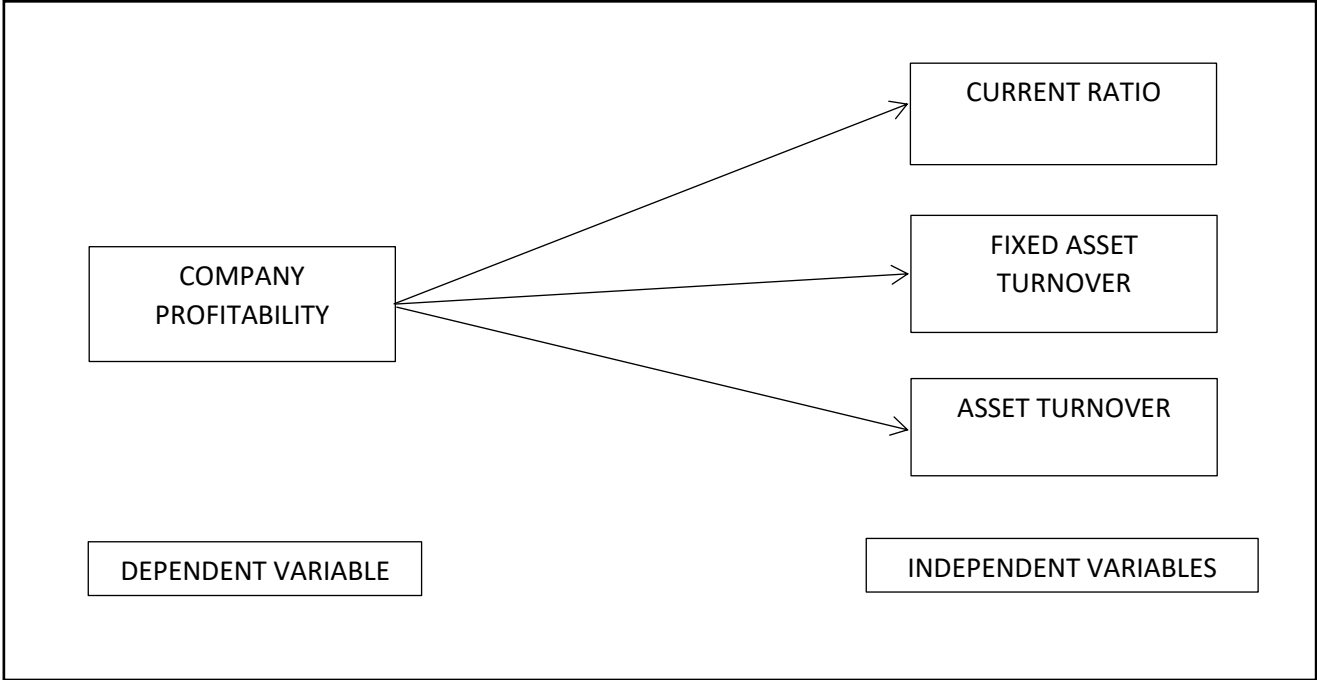 COMPANY
PROFITABILITY
CURRENT RATIO
FIXED ASSET
TURNOVER
ASSET TURNOVER
DEPENDENT VARIABLE
INDEPENDENT VARIABLES